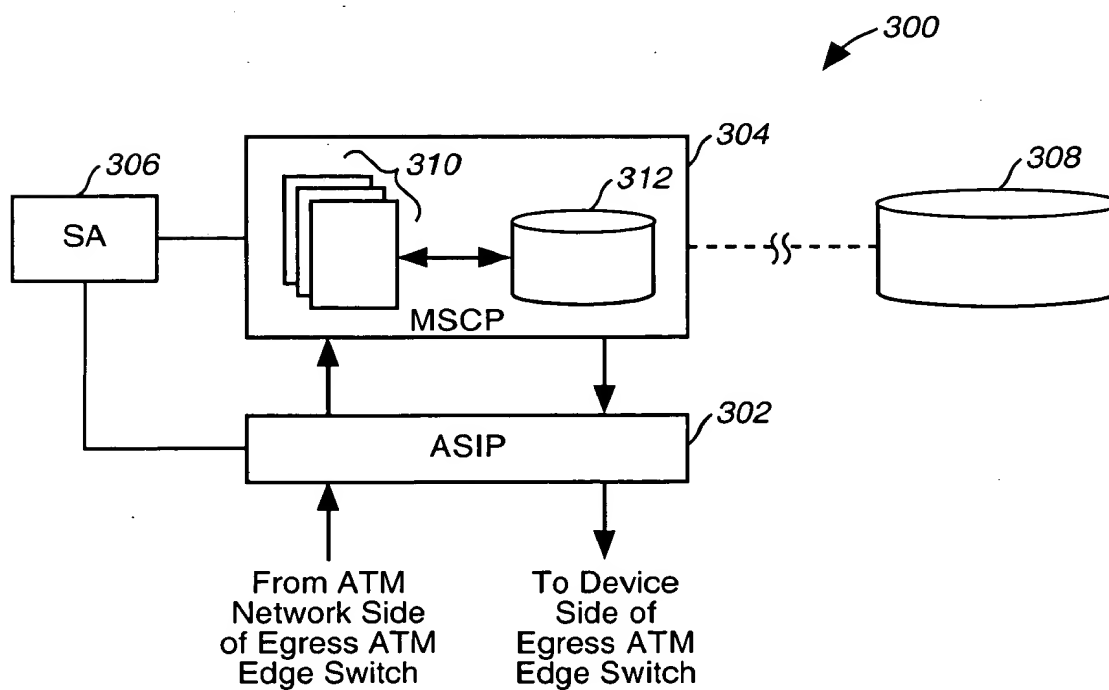 300
304
306
310
312
308
SA
MSCP
302
ASIP
From ATM
Network Side
of Egress ATM
Edge Switch
To Device
Side of
Egress ATM
Edge Switch